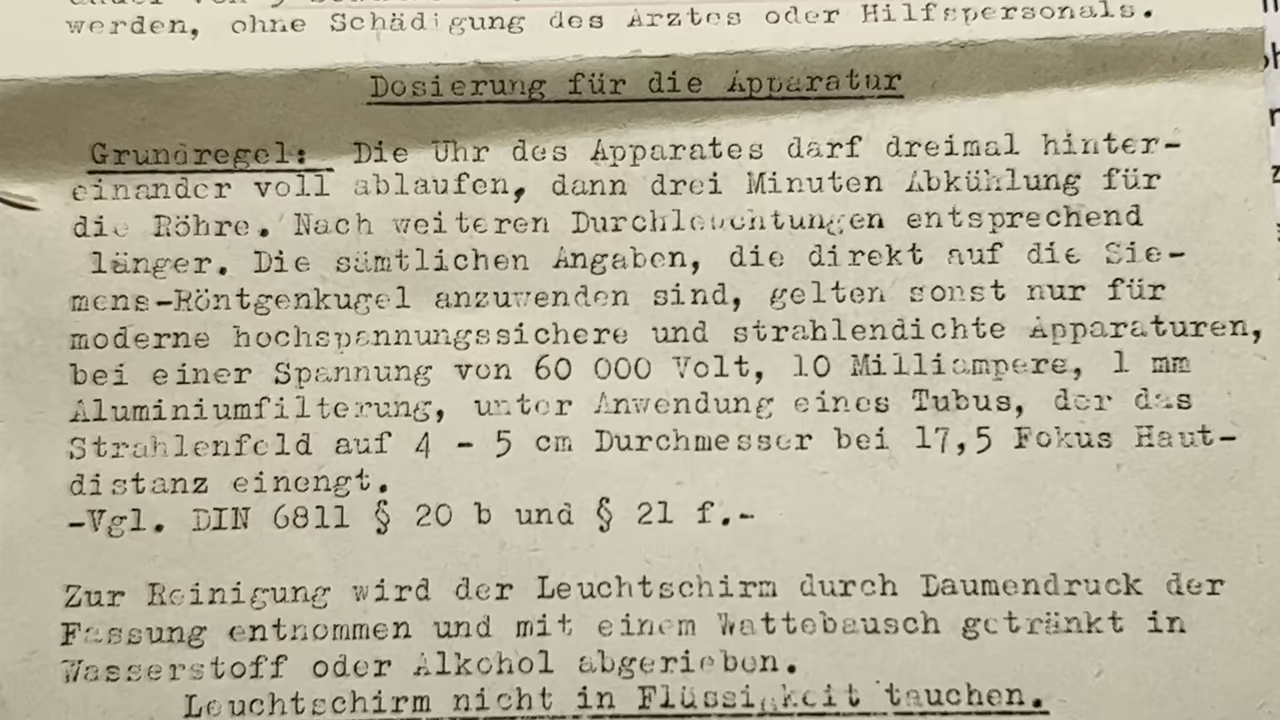 werden, ohne Schädigung des Arztes oder Hilfspersonals.
Dosierung für die Apparatur
Grundregel: Die Uhr des Apparates darf dreimal hinter-
einander voll ablaufen, dann drei Minuten Abkühlung für
die Röhre. Nach weiteren Durchleuchtungen entsprechend
länger. Die sämtlichen Angaben, die direkt auf die Sie-
mens-Röntgenkugel anzuwenden sind, gelten sonst nur für
moderne hochspannungssichere und strahlendichte Apparaturen,
bei einer Spannung von 60 000 Volt, 10 Milliampere, 1 mm
Aluminiumfilterung, unter Anwendung eines Tubus, der das
Strahlenfeld auf 4 - 5 cm Durchmesser bei 17,5 Fokus Haut-
distanz einengt.
-Vgl. DIN 6811 § 20 b und § 21 f.-
Zur Reinigung wird der Leuchtschirm durch Daumendruck der
Fassung entnommen und mit einem Wattebausch getränkt in
Wasserstoff oder Alkohol abgerieben.
Leuchtschirm nicht in Flüssigkeit tauchen.